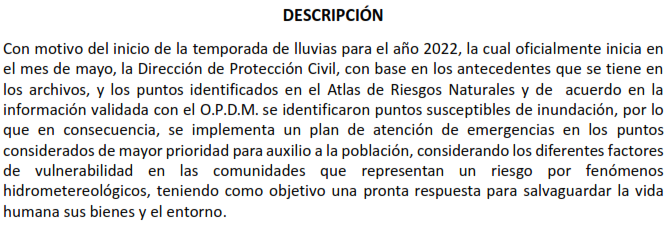 DESCRIPCIÓN
Con motivo del inicio de la temporada de lluvias para el año 2022, la cual oficialmente inicia en
el mes de mayo, la Dirección de Protección Civil, con base en los antecedentes que se tiene en
los archivos, y los puntos identificados en el Atlas de Riesgos Naturales y de acuerdo en la
información validada con el O.P.D.M. se identificaron puntos susceptibles de inundación, por lo
que en consecuencia, se implementa un plan de atención de emergencias en los puntos
considerados de mayor prioridad para auxilio a la población, considerando los diferentes factores
de vulnerabilidad en las comunidades que representan un riesgo por fenómenos
hidrometereológicos, teniendo como objetivo una pronta respuesta para salvaguardar la vida
humana sus bienes y el entorno.